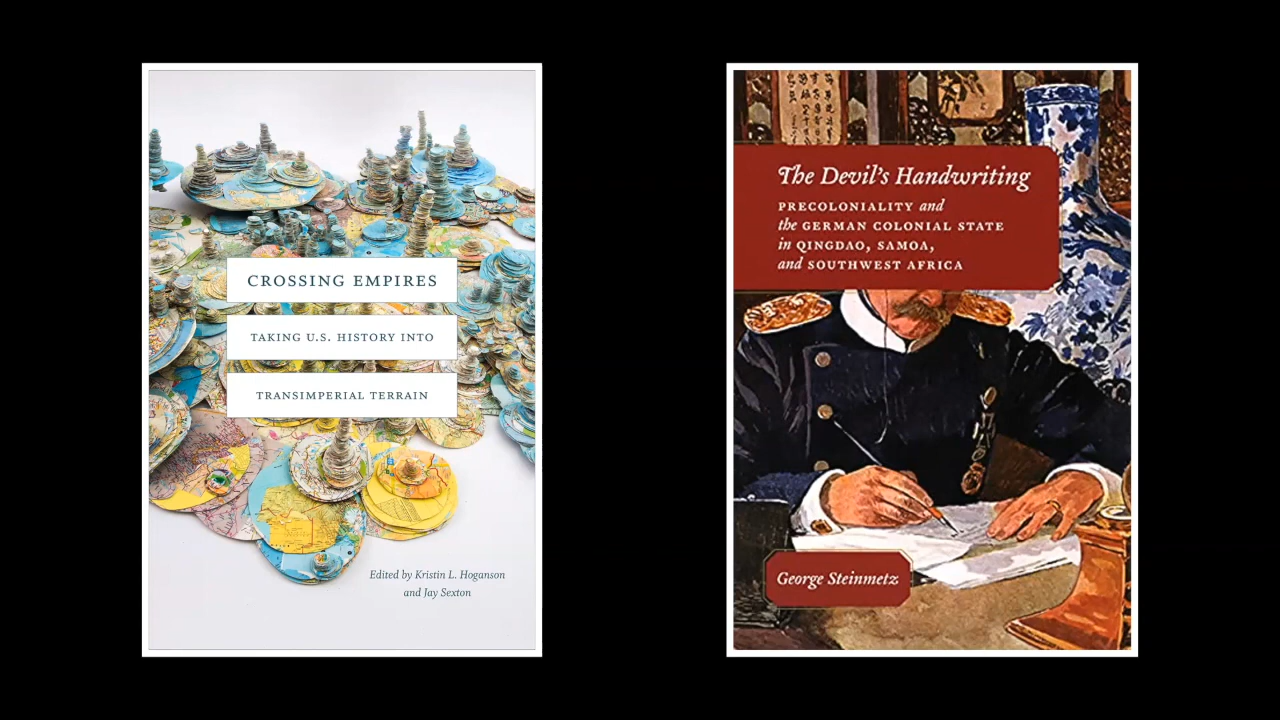 CROSSING EMPIRES
TAKING U.S. HISTORY INTO
TRANSIMPERIAL TERRAIN
Edited by Kristin L. Hoganson
and Jay Sexton
The Devil's Handwriting
PRECOLONIALITY and
the GERMAN COLONIAL STATE
in QINGDAO, SAMOA,
and SOUTHWEST AFRICA
George Steinmetz